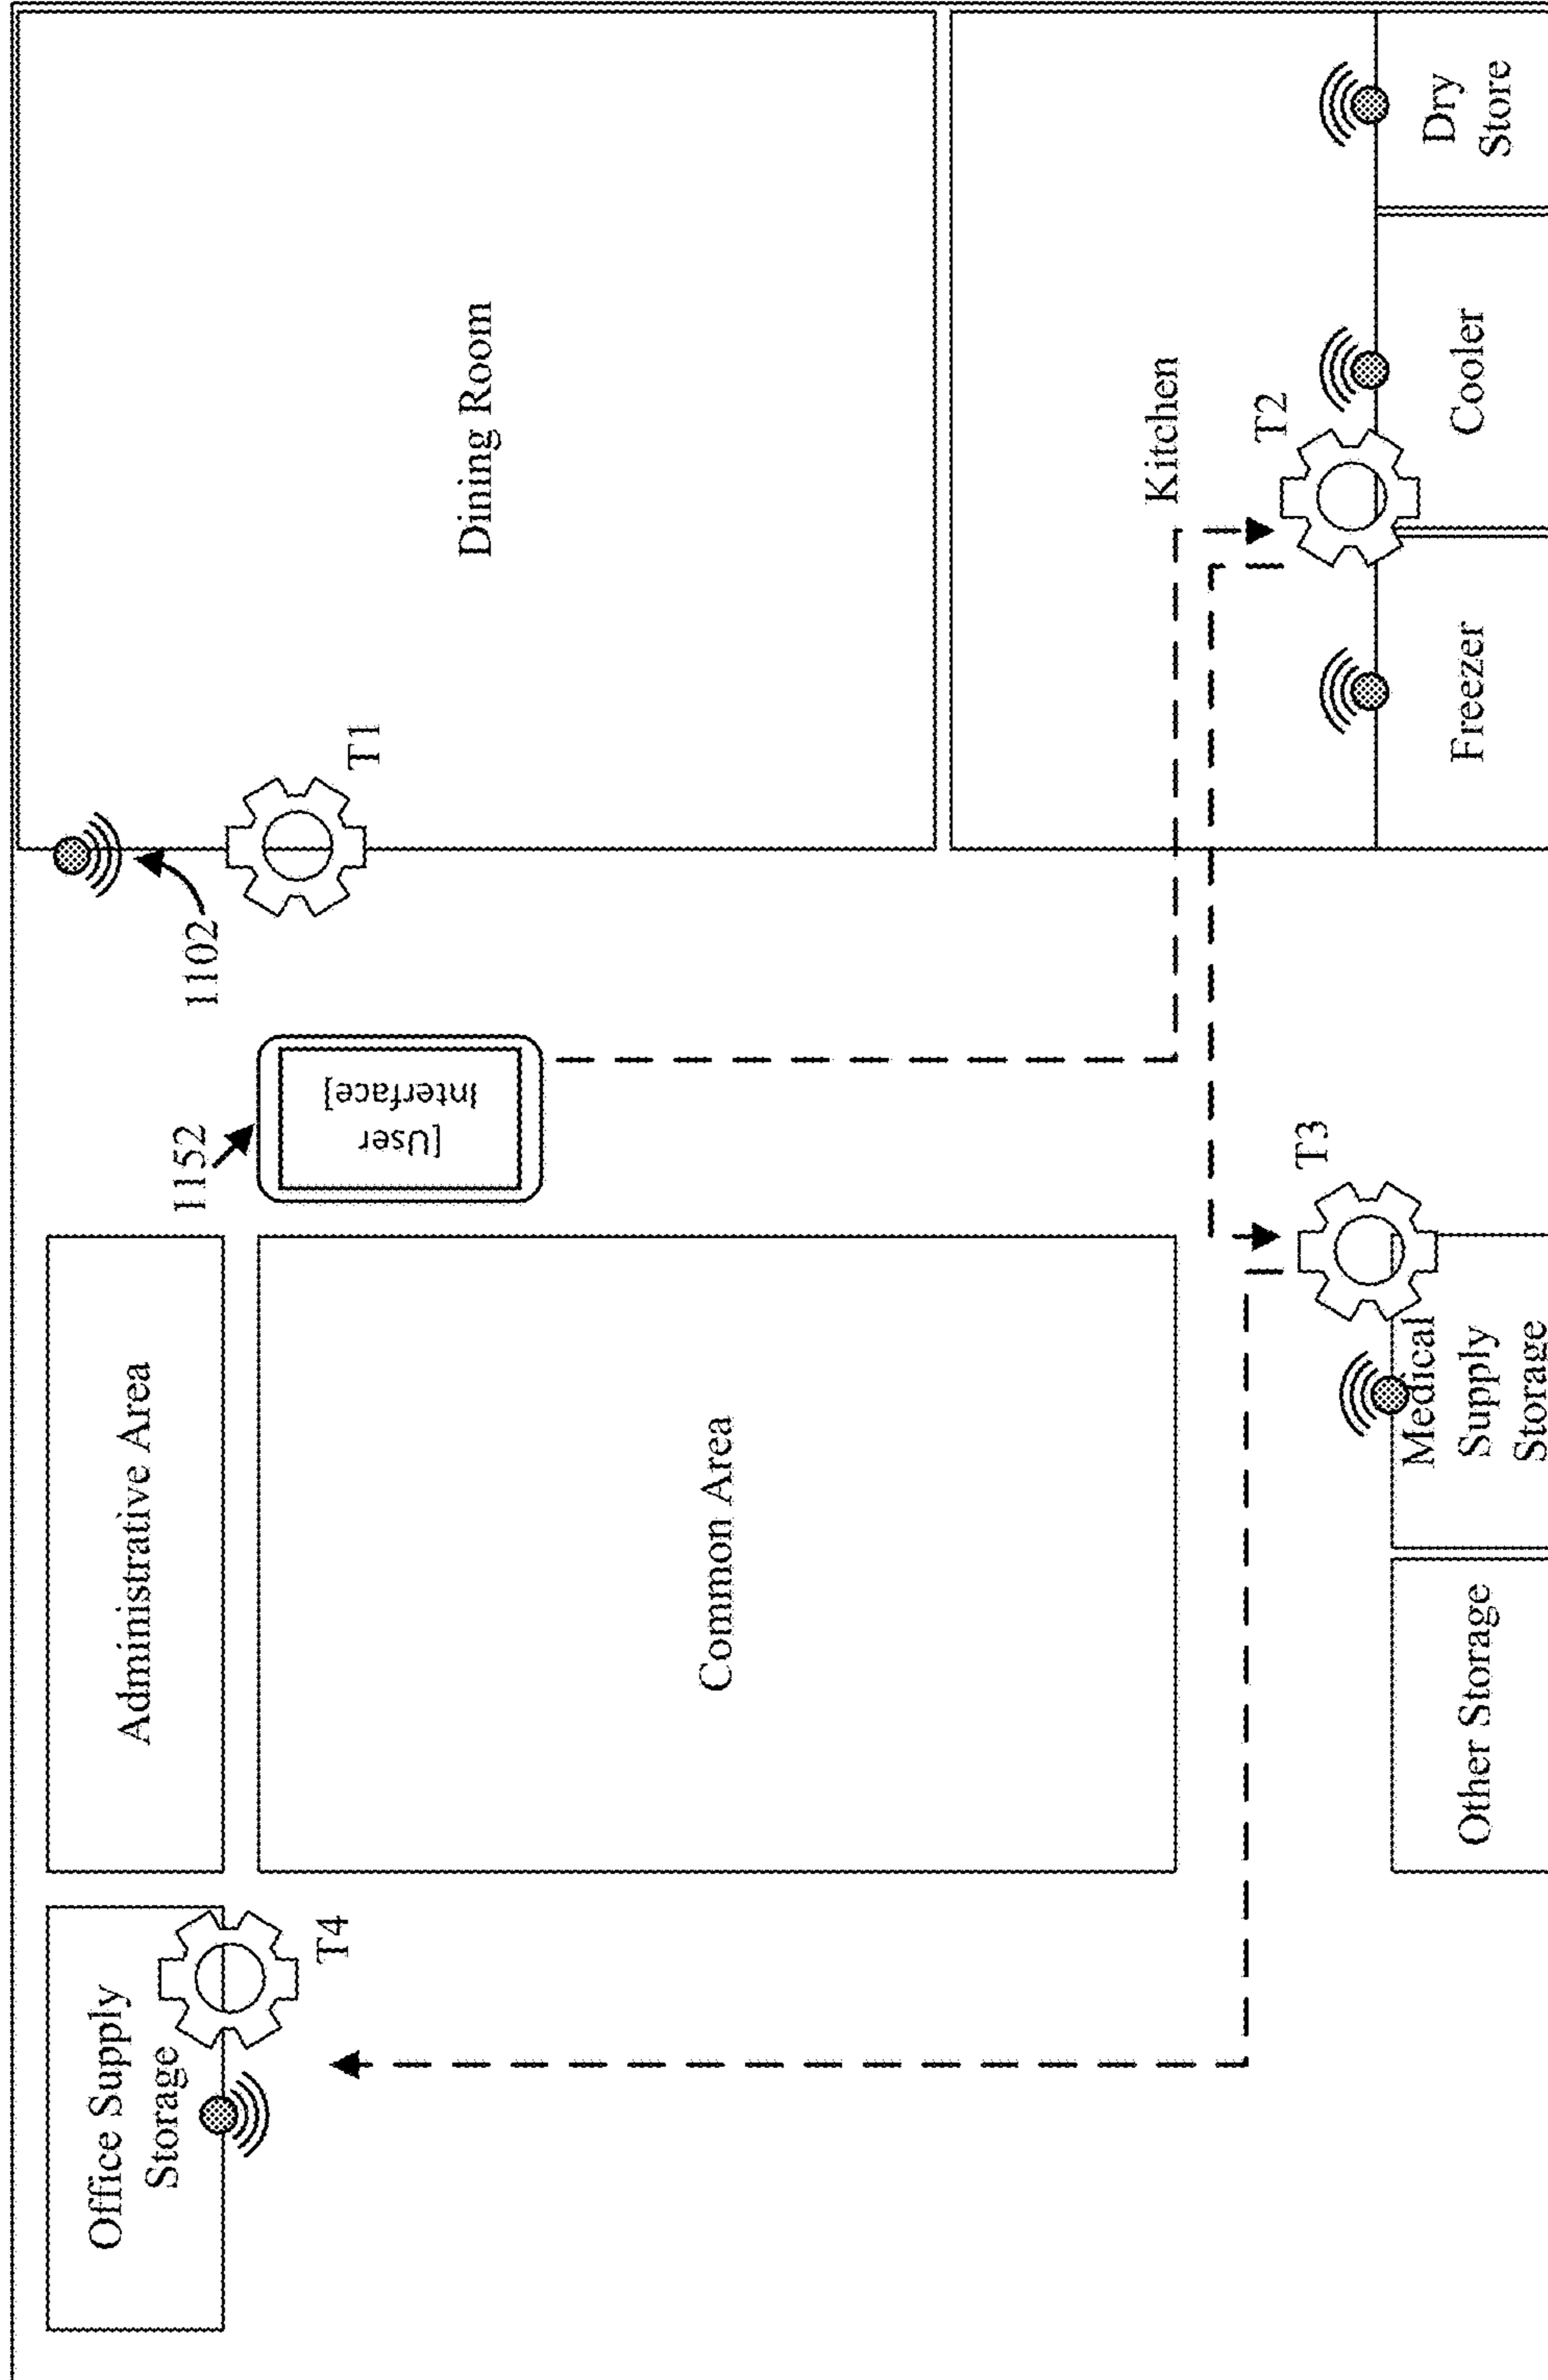 Office Supply
Storage
T4
Administrative Area
1152
[User
Interface]
1102
T1
Dining Room
Common Area
Kitchen
T2
T3
Other Storage
Medical
Supply
Storage
Freezer
Cooler
Dry
Store